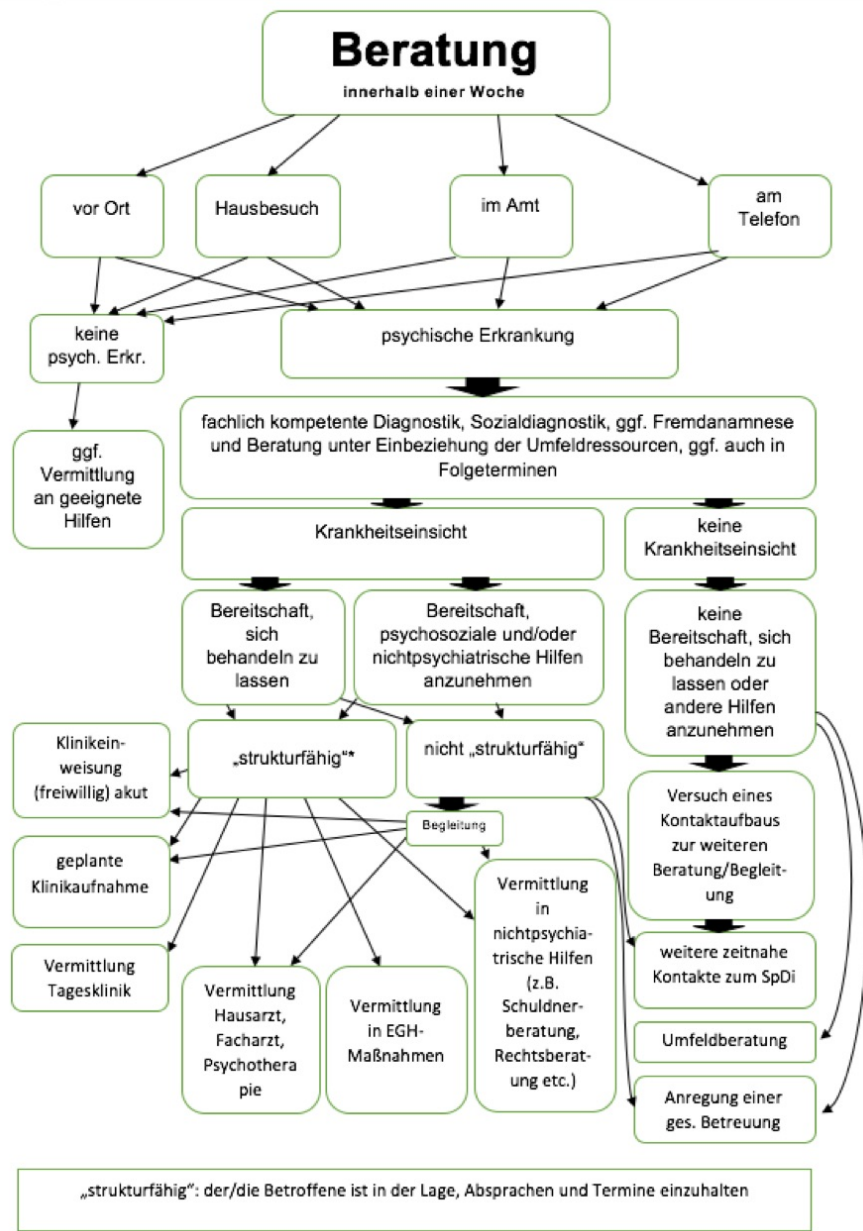 Beratung
innerhalb einer Woche
vor Ort
Hausbesuch
im Amt
am
Telefon
keine
psych. Erkr.
psychische Erkrankung
ggf.
Vermittlung
an geeignete
Hilfen
fachlich kompetente Diagnostik, Sozialdiagnostik, ggf. Fremdanamnese
und Beratung unter Einbeziehung der Umfeldressourcen, ggf. auch in
Folgeterminen
Krankheitseinsicht
keine
Krankheitseinsicht
Bereitschaft,
sich
behandeln zu
lassen
Bereitschaft,
psychosoziale und/oder
nichtpsychiatrische Hilfen
anzunehmen
keine
Bereitschaft, sich
behandeln zu
lassen oder
andere Hilfen
anzunehmen
„strukturfähig“*
nicht „strukturfähig“
Klinikein-
weisung
(freiwillig) akut
Begleitung
Versuch eines
Kontaktaufbaus
zur weiteren
Beratung/Begleit-
ung
geplante
Klinikaufnahme
Vermittlung
Tagesklinik
Vermittlung
Hausarzt,
Facharzt,
Psychothera
pie
Vermittlung
in EGH-
Maßnahmen
Vermittlung
in
nichtpsychia-
trische Hilfen
(z.B.
Schuldner-
beratung,
Rechtsberat-
ung etc.)
weitere zeitnahe
Kontakte zum SpDi
Umfeldberatung
Anregung einer
ges. Betreuung
„strukturfähig“: der/die Betroffene ist in der Lage, Absprachen und Termine einzuhalten